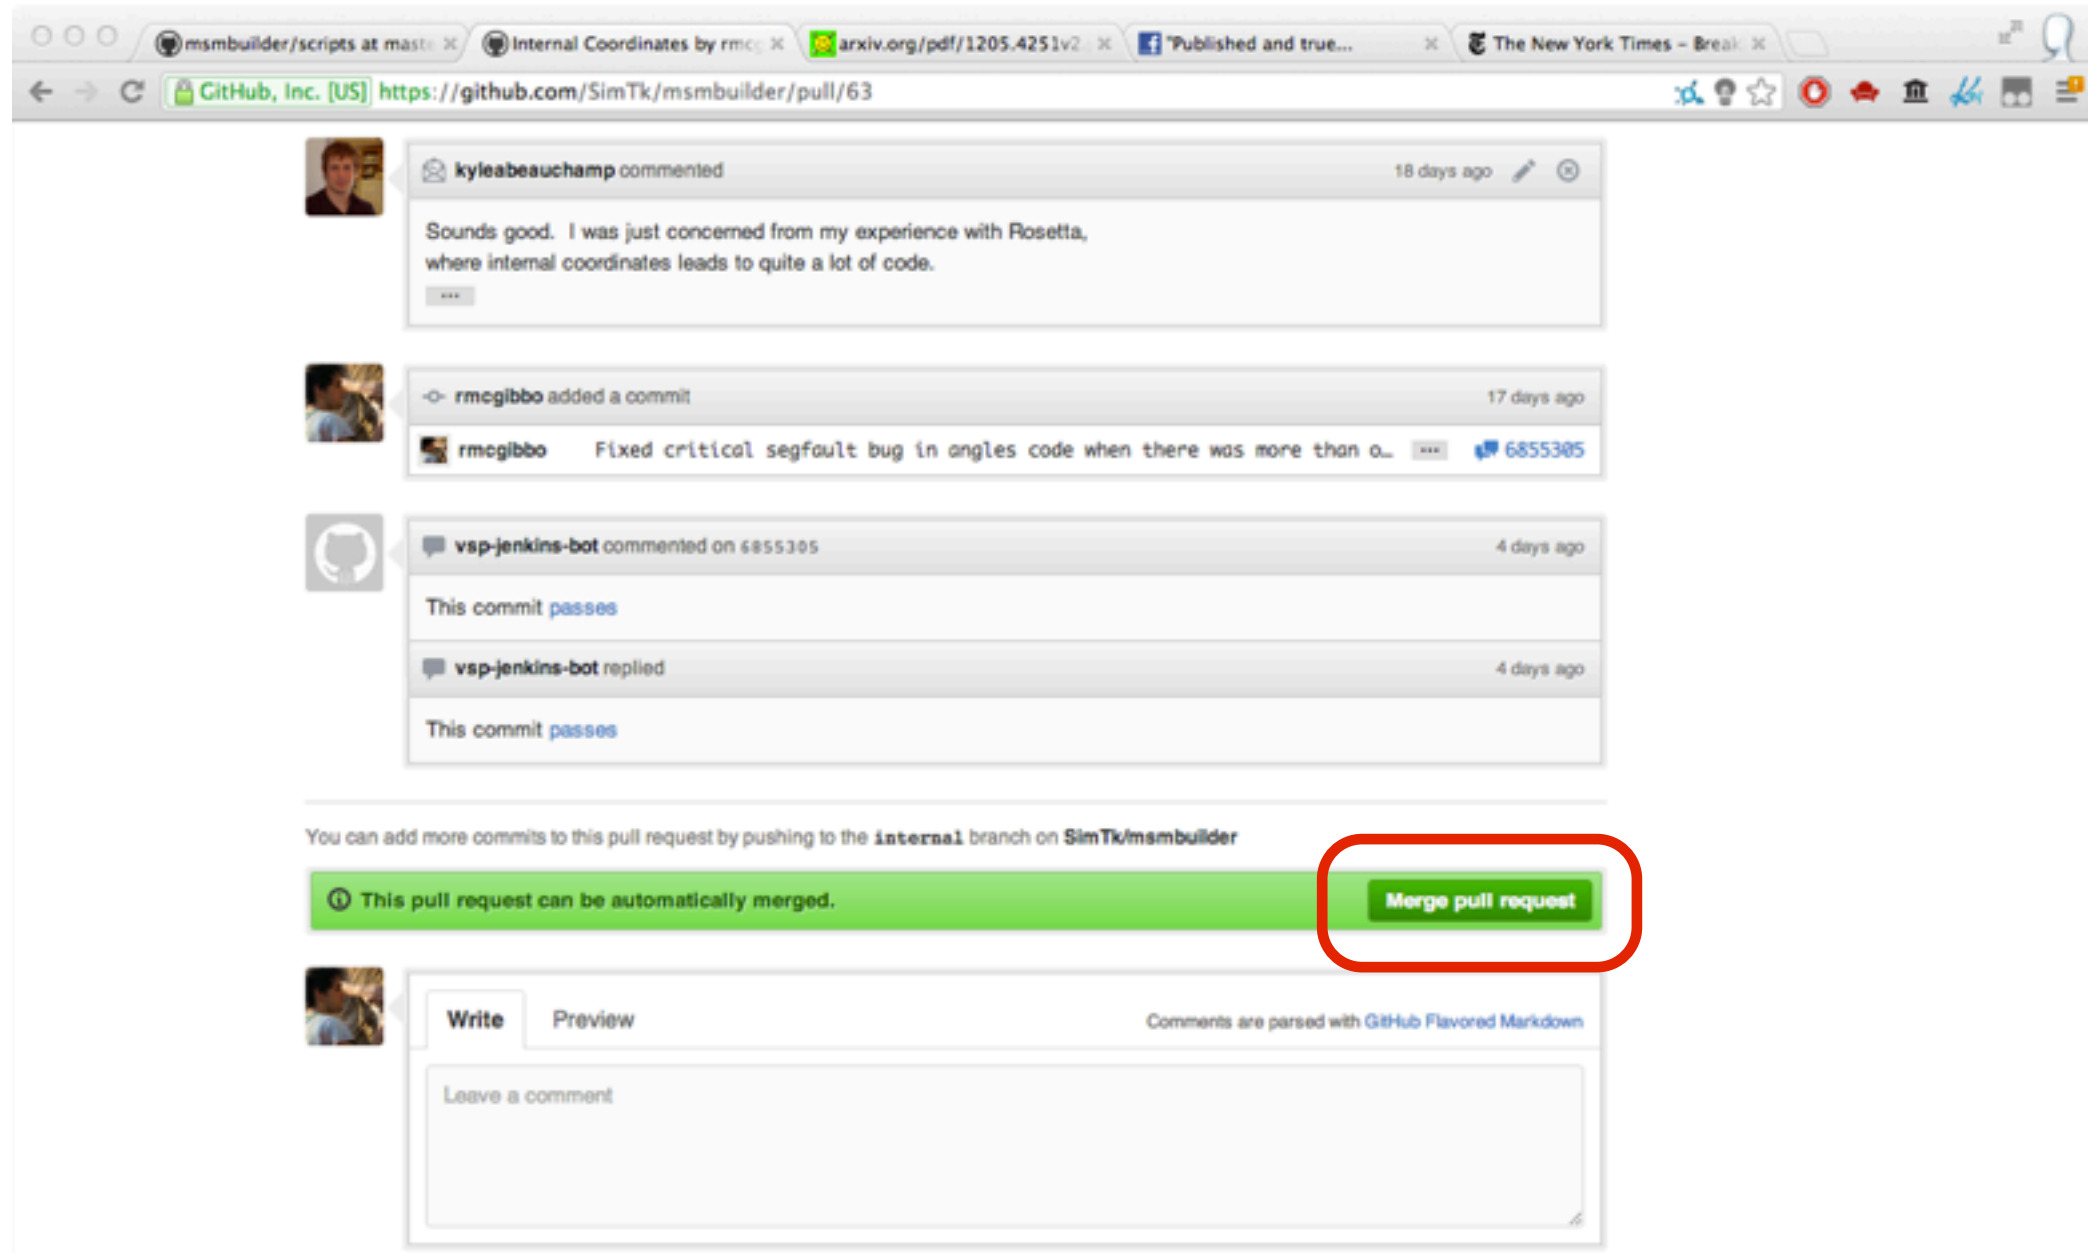 msmbuilder/scripts at maste
Internal Coordinates by rmcg
arxiv.org/pdf/1205.4251v2
"Published and true...
The New York Times – Break
GitHub, Inc. [US] https://github.com/SimTk/msmbuilder/pull/63
kyleabeauchamp commented 18 days ago
Sounds good. I was just concerned from my experience with Rosetta,
where internal coordinates leads to quite a lot of code.
...
rmcgibbo added a commit 17 days ago
rmcgibbo Fixed critical segfault bug in angles code when there was more than o… ... 6855305
vsp-jenkins-bot commented on 6855305 4 days ago
This commit passes
vsp-jenkins-bot replied 4 days ago
This commit passes
You can add more commits to this pull request by pushing to the internal branch on SimTk/msmbuilder
This pull request can be automatically merged. Merge pull request
Write Preview Comments are parsed with GitHub Flavored Markdown
Leave a comment